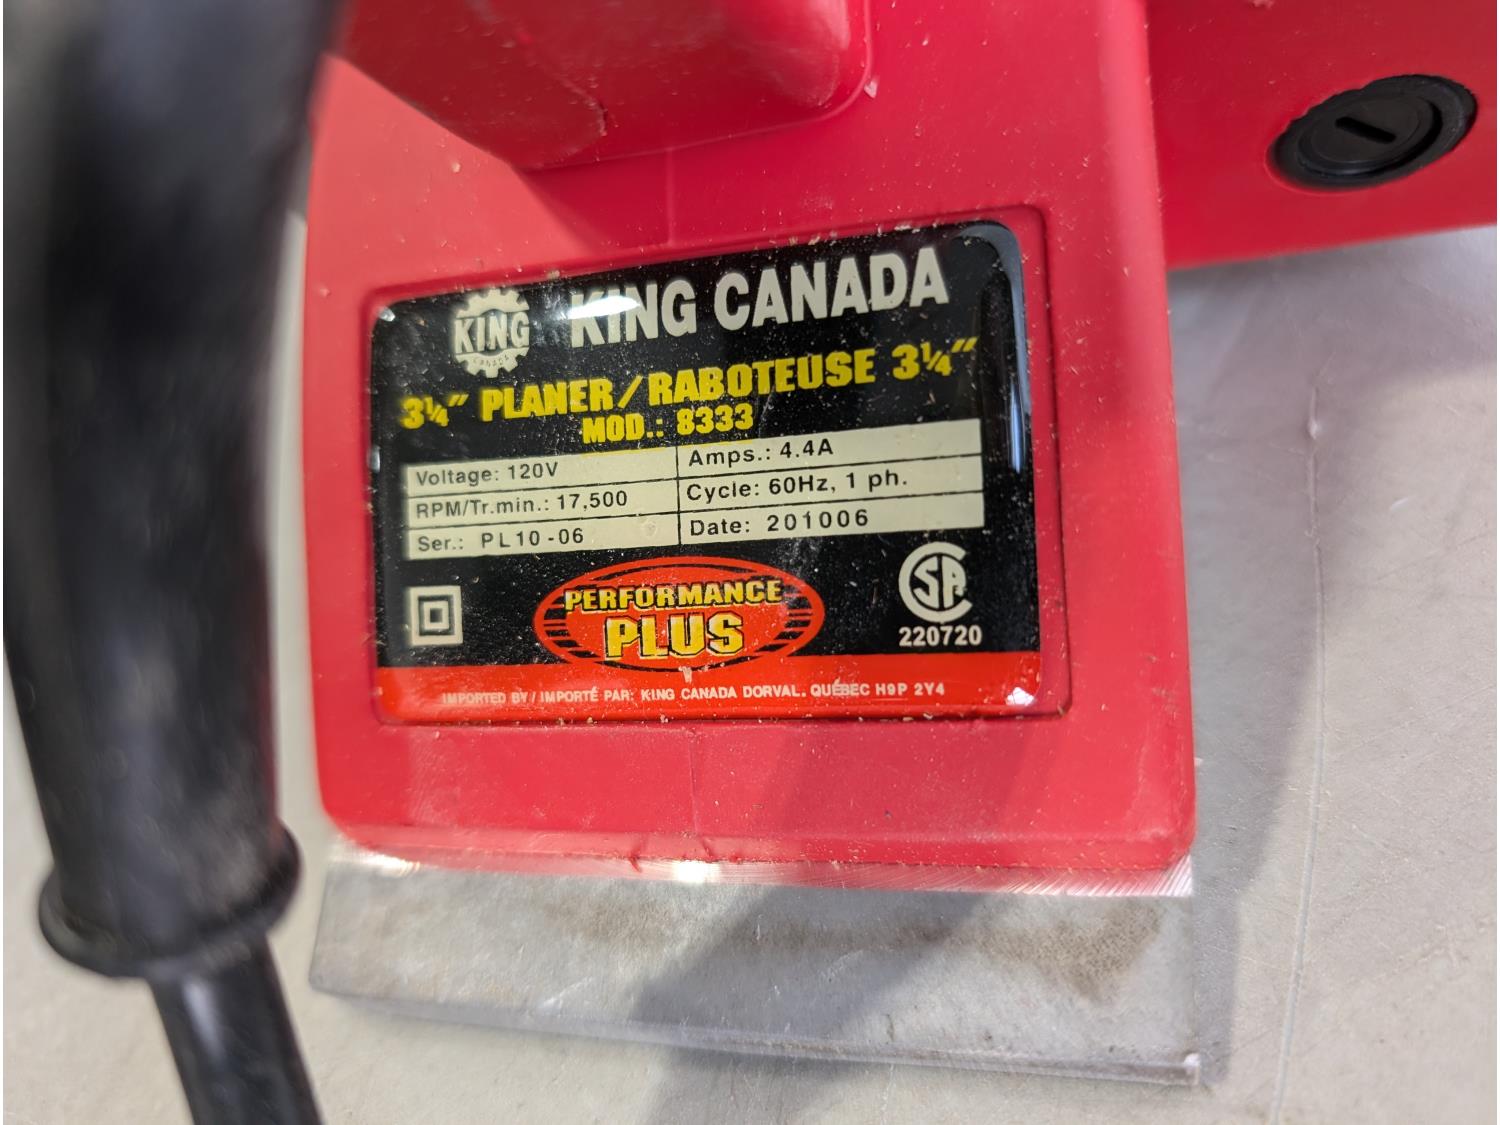 KING
CANADA
KING CANADA
3¼" PLANER/RABOTEUSE 3¼"
MOD.: 8333
Voltage: 120V
Amps.: 4.4A
RPM/Tr.min.: 17,500
Cycle: 60Hz, 1 ph.
Ser.: PL10-06
Date: 201006
PERFORMANCE
PLUS
CSA
220720
IMPORTED BY / IMPORTÉ PAR: KING CANADA DORVAL. QUÉBEC H9P 2Y4